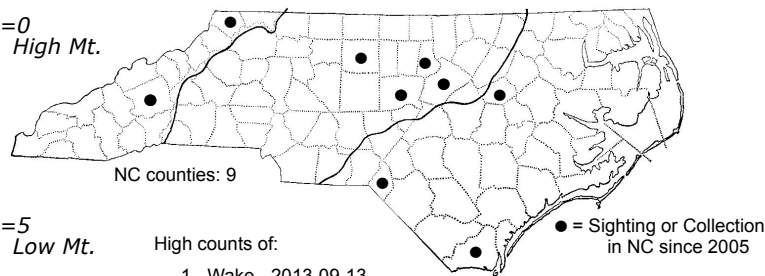 =0
High Mt.
NC counties: 9
=5
Low Mt.
High counts of:
● = Sighting or Collection
in NC since 2005
1 - Wake - 2013-09-13